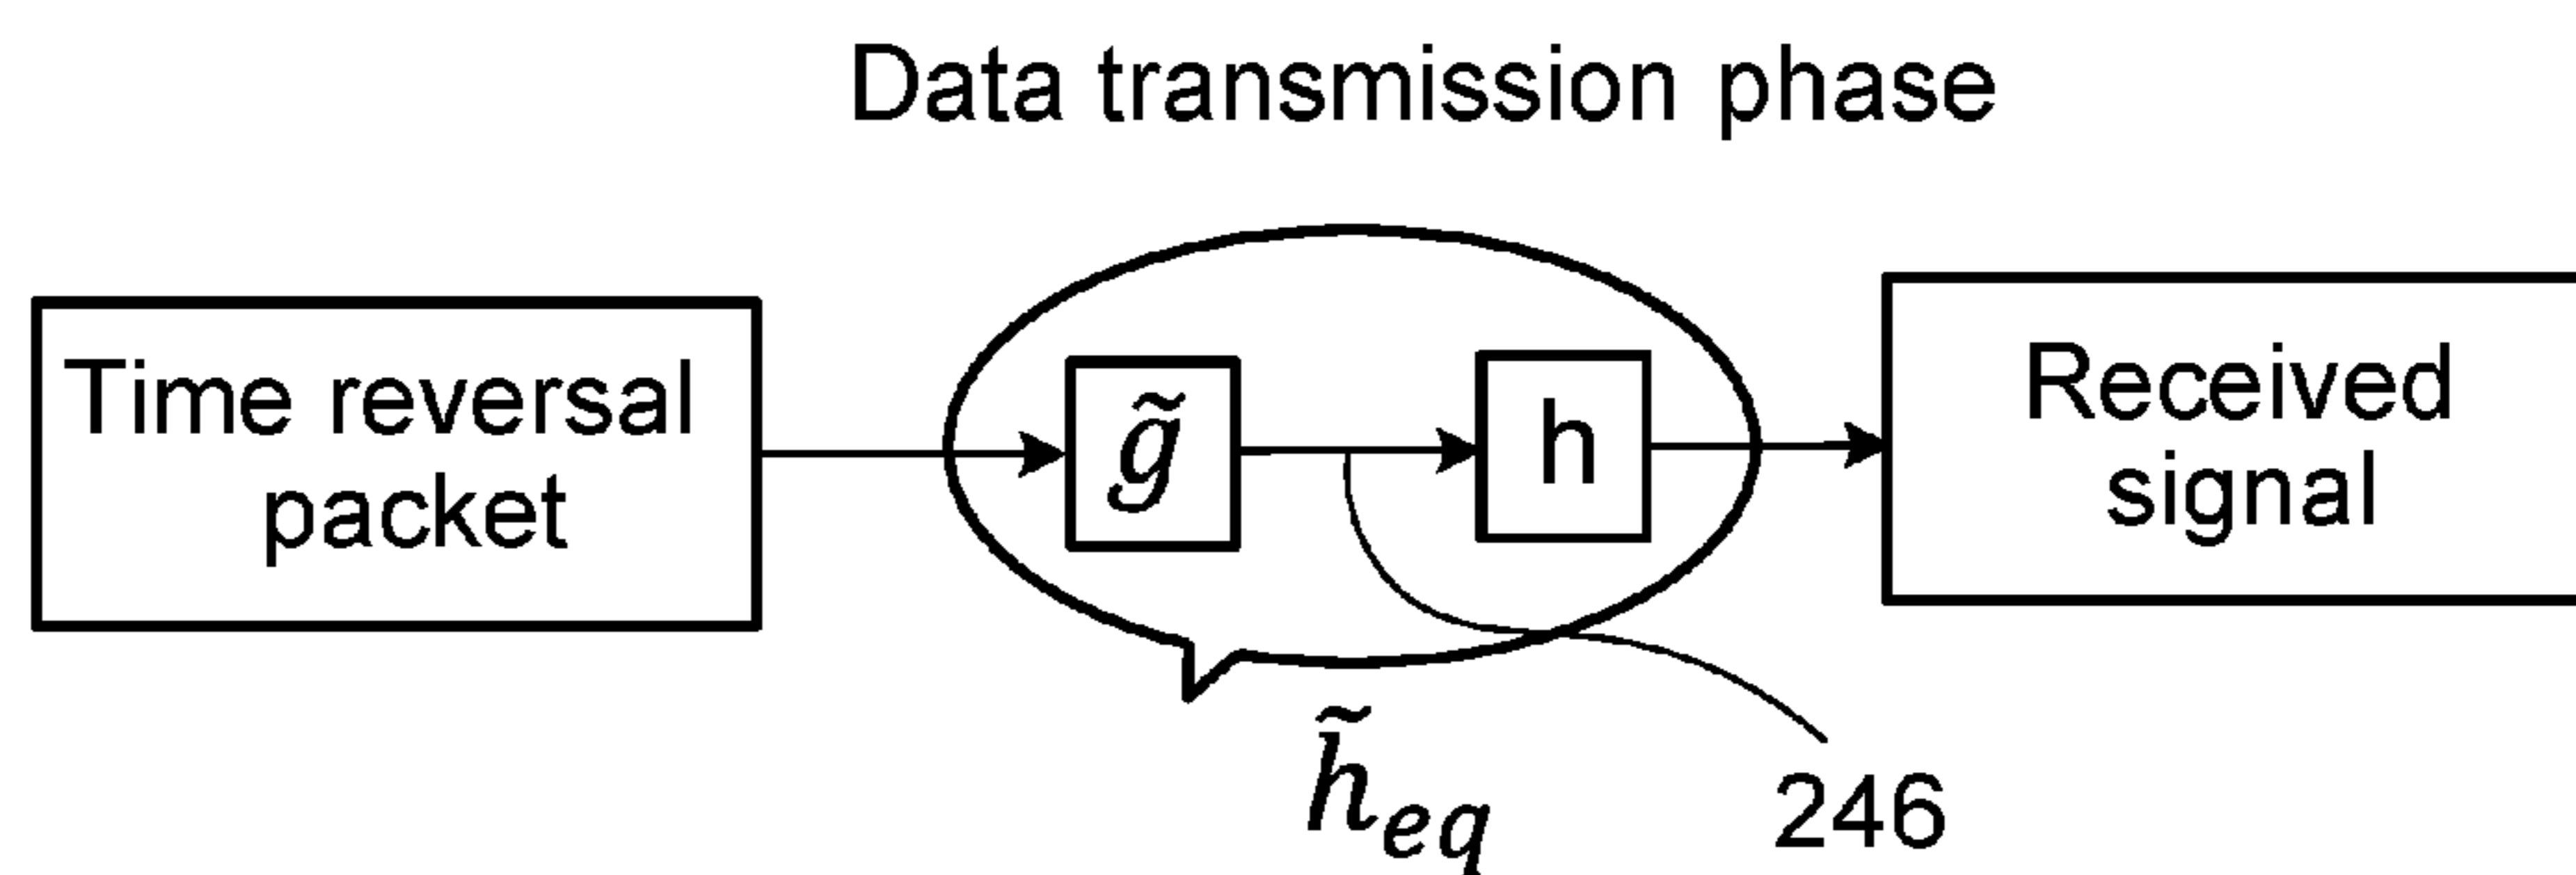 Data transmission phase
Time reversal
packet
g̃
h
Received
signal
h̃eq
246